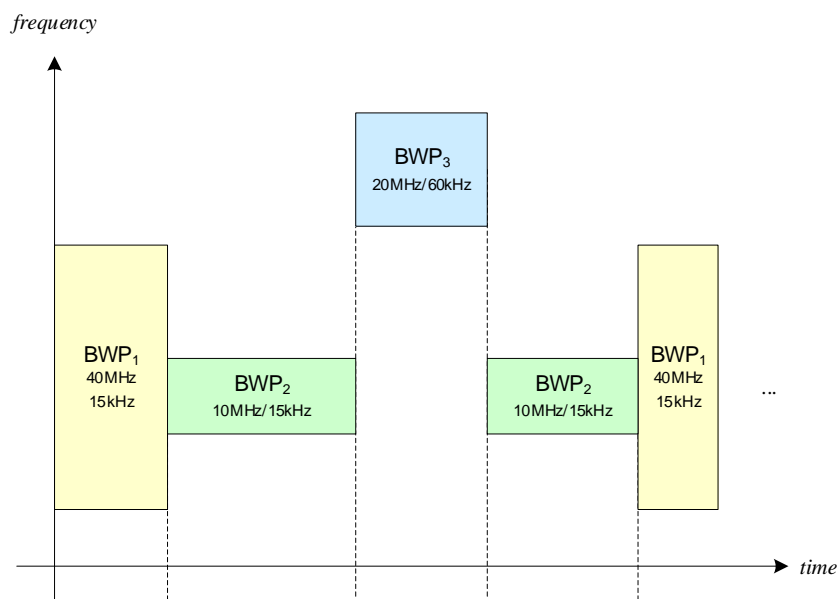 frequency
BWP₃
20MHz/60kHz
BWP₁
40MHz
15kHz
BWP₂
10MHz/15kHz
BWP₂
10MHz/15kHz
BWP₁
40MHz
15kHz
...
time